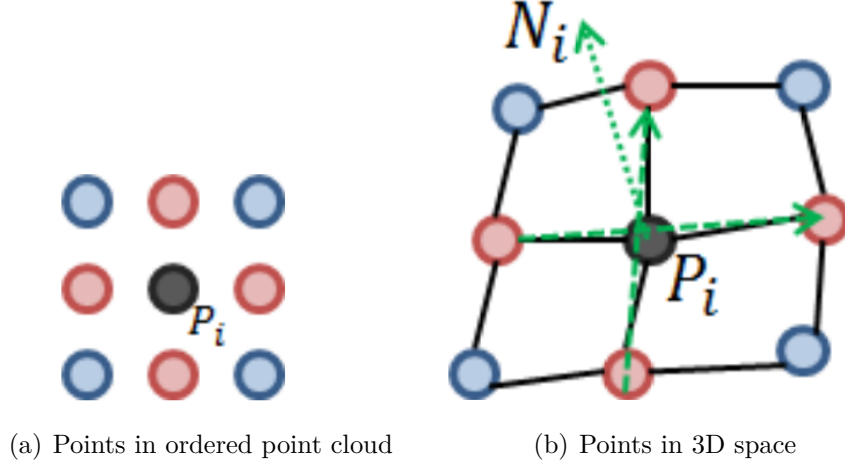 N_i
P_i
P_i
(a) Points in ordered point cloud
(b) Points in 3D space